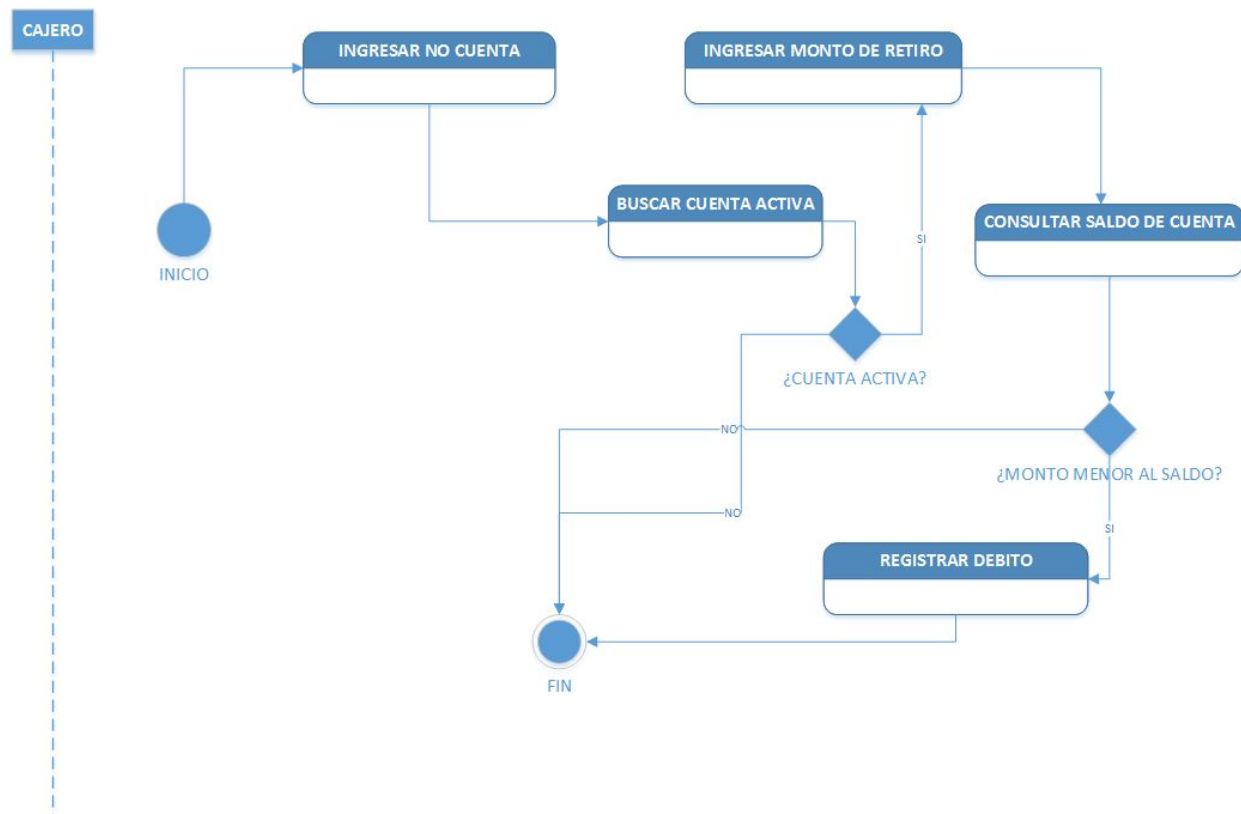 CAJERO
INGRESAR NO CUENTA
INGRESAR MONTO DE RETIRO
BUSCAR CUENTA ACTIVA
CONSULTAR SALDO DE CUENTA
SI
INICIO
¿CUENTA ACTIVA?
NO
¿MONTO MENOR AL SALDO?
NO
SI
REGISTRAR DEBITO
FIN